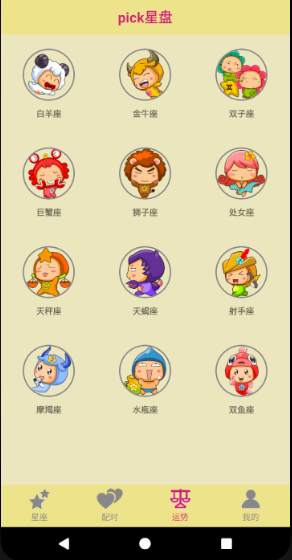 pick星盘
白羊座
金牛座
双子座
巨蟹座
狮子座
处女座
天秤座
天蝎座
射手座
摩羯座
水瓶座
双鱼座
星座
配对
运势
我的